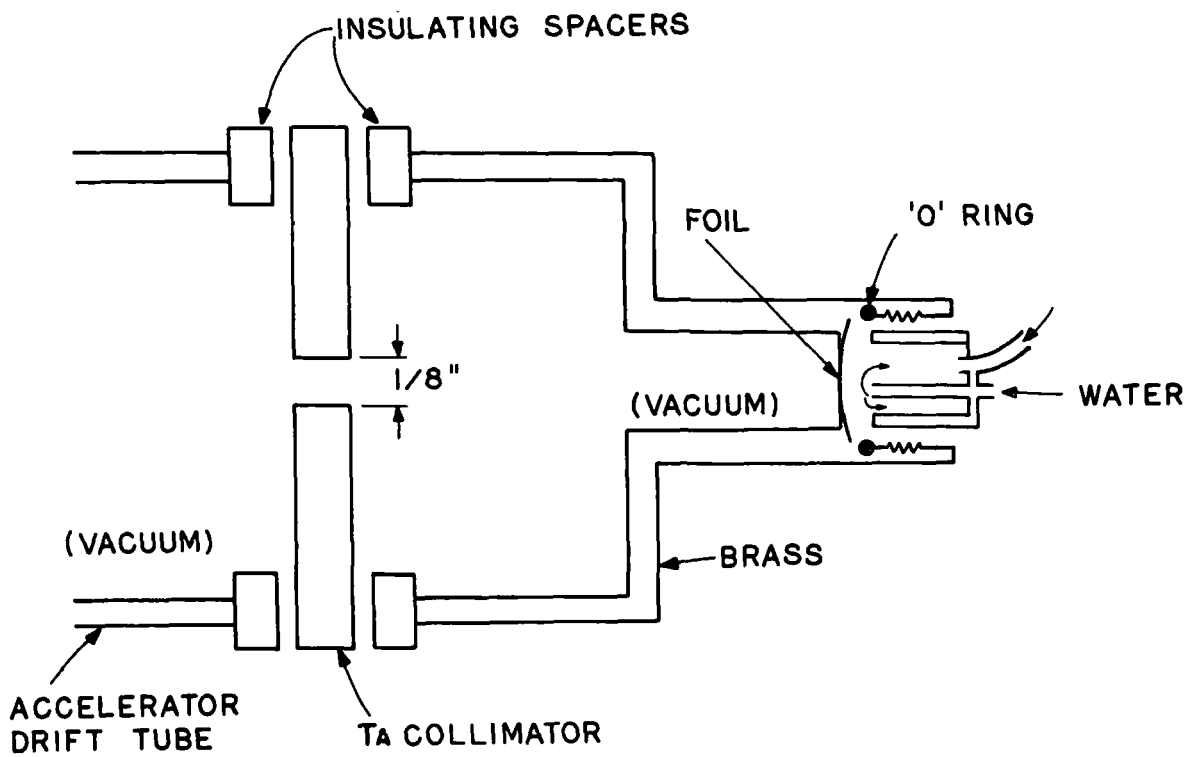 INSULATING SPACERS
FOIL
'O' RING
1/8"
(VACUUM)
WATER
(VACUUM)
BRASS
ACCELERATOR
DRIFT TUBE
TA COLLIMATOR